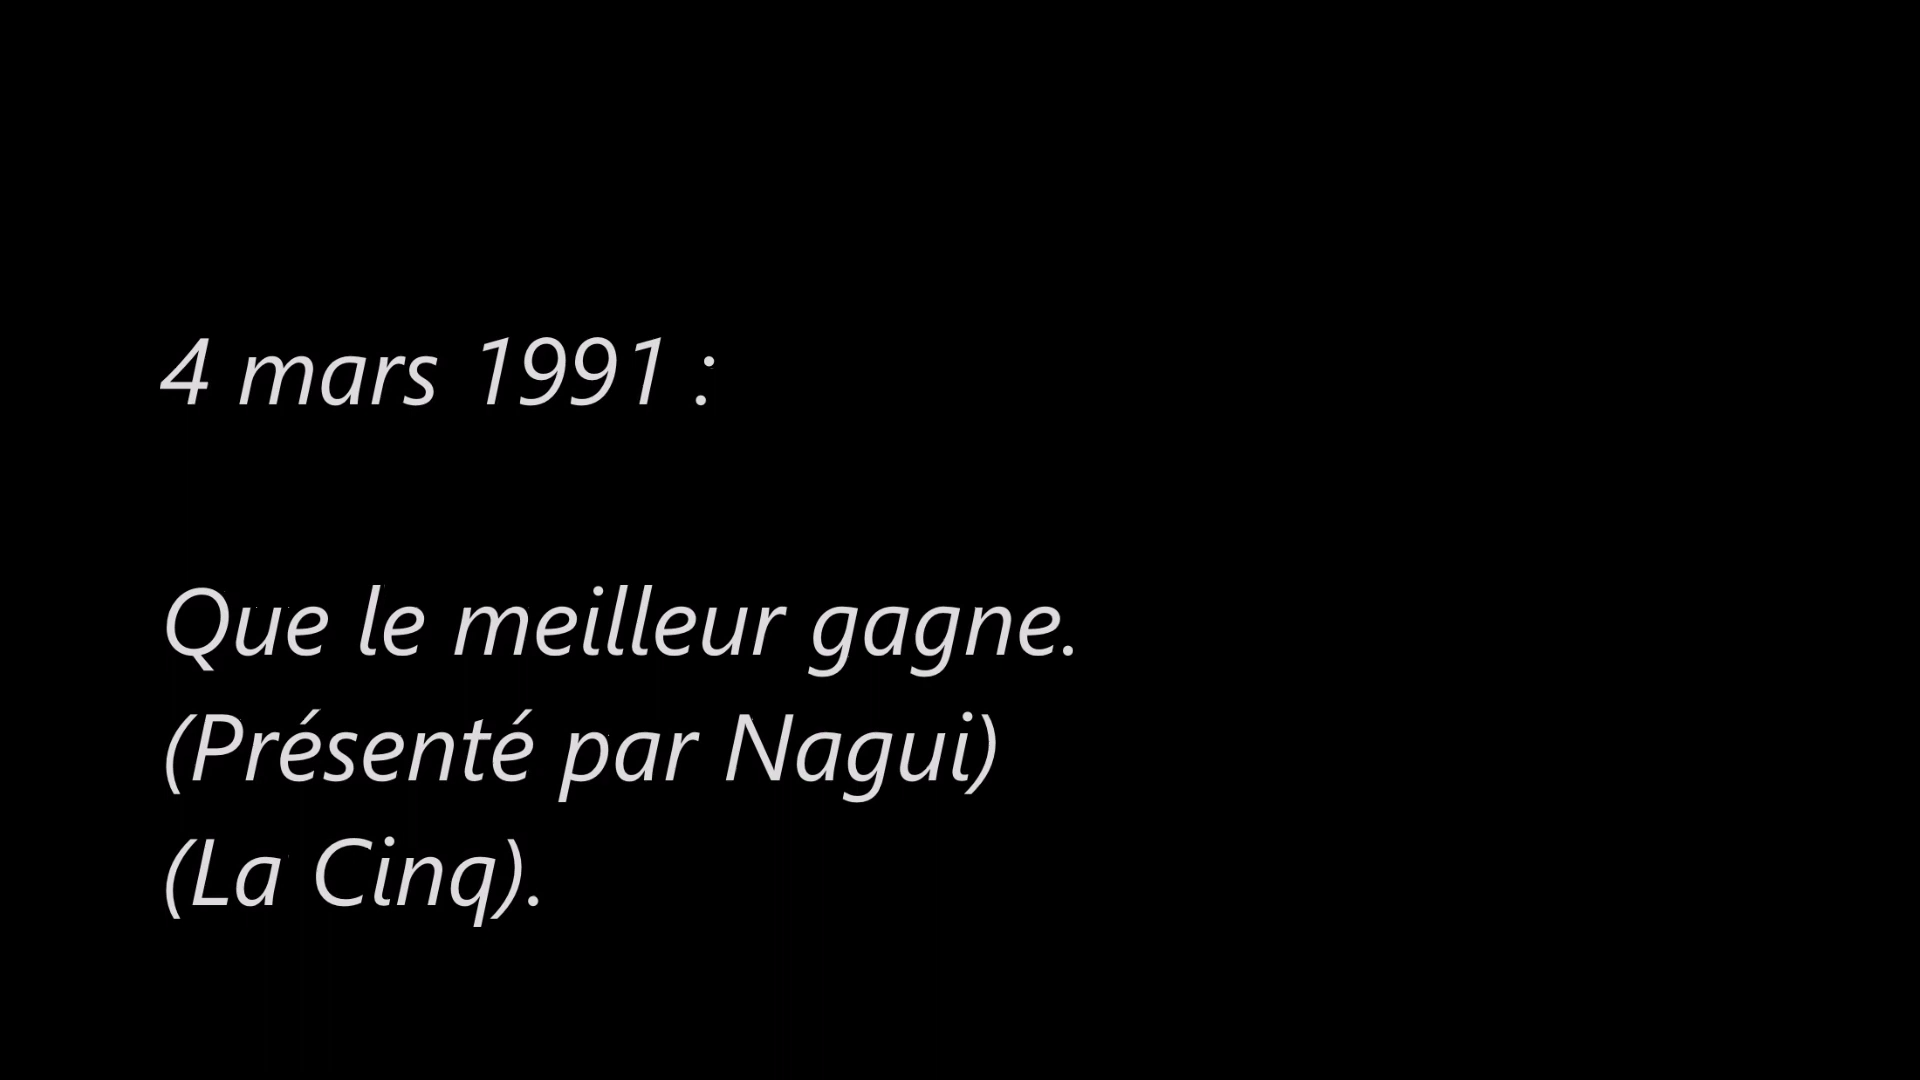 4 mars 1991 :
Que le meilleur gagne.
(Présenté par Nagui)
(La Cinq).